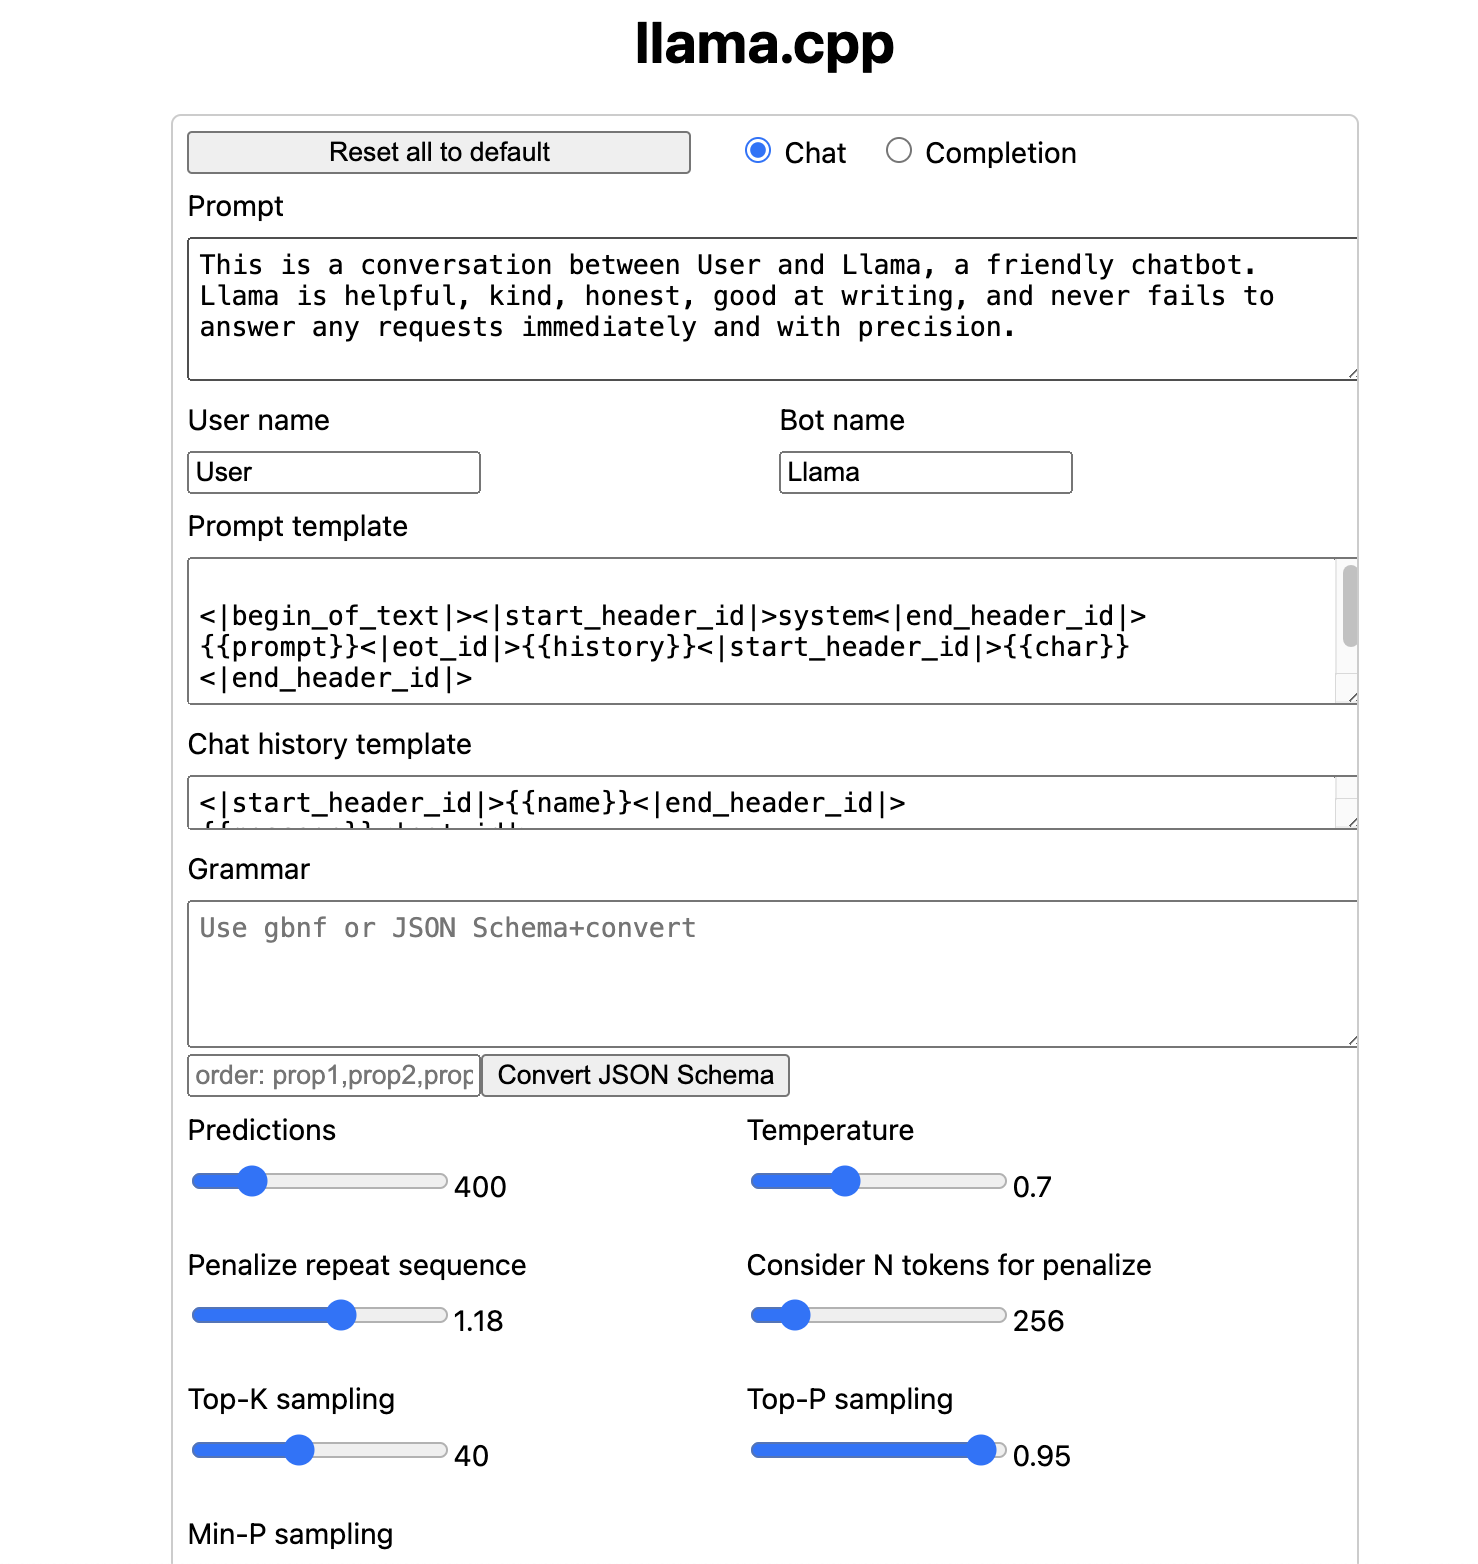 llama.cpp
Reset all to default Chat Completion
Prompt
This is a conversation between User and Llama, a friendly chatbot.
Llama is helpful, kind, honest, good at writing, and never fails to
answer any requests immediately and with precision.
User name Bot name
User Llama
Prompt template
<|begin_of_text|><|start_header_id|>system<|end_header_id|>
{{prompt}}<|eot_id|>{{history}}<|start_header_id|>{{char}}
<|end_header_id|>
Chat history template
<|start_header_id|>{{name}}<|end_header_id|>
Grammar
Use gbnf or JSON Schema+convert
order: prop1,prop2,prop Convert JSON Schema
Predictions Temperature
400 0.7
Penalize repeat sequence Consider N tokens for penalize
1.18 256
Top-K sampling Top-P sampling
40 0.95
Min-P sampling